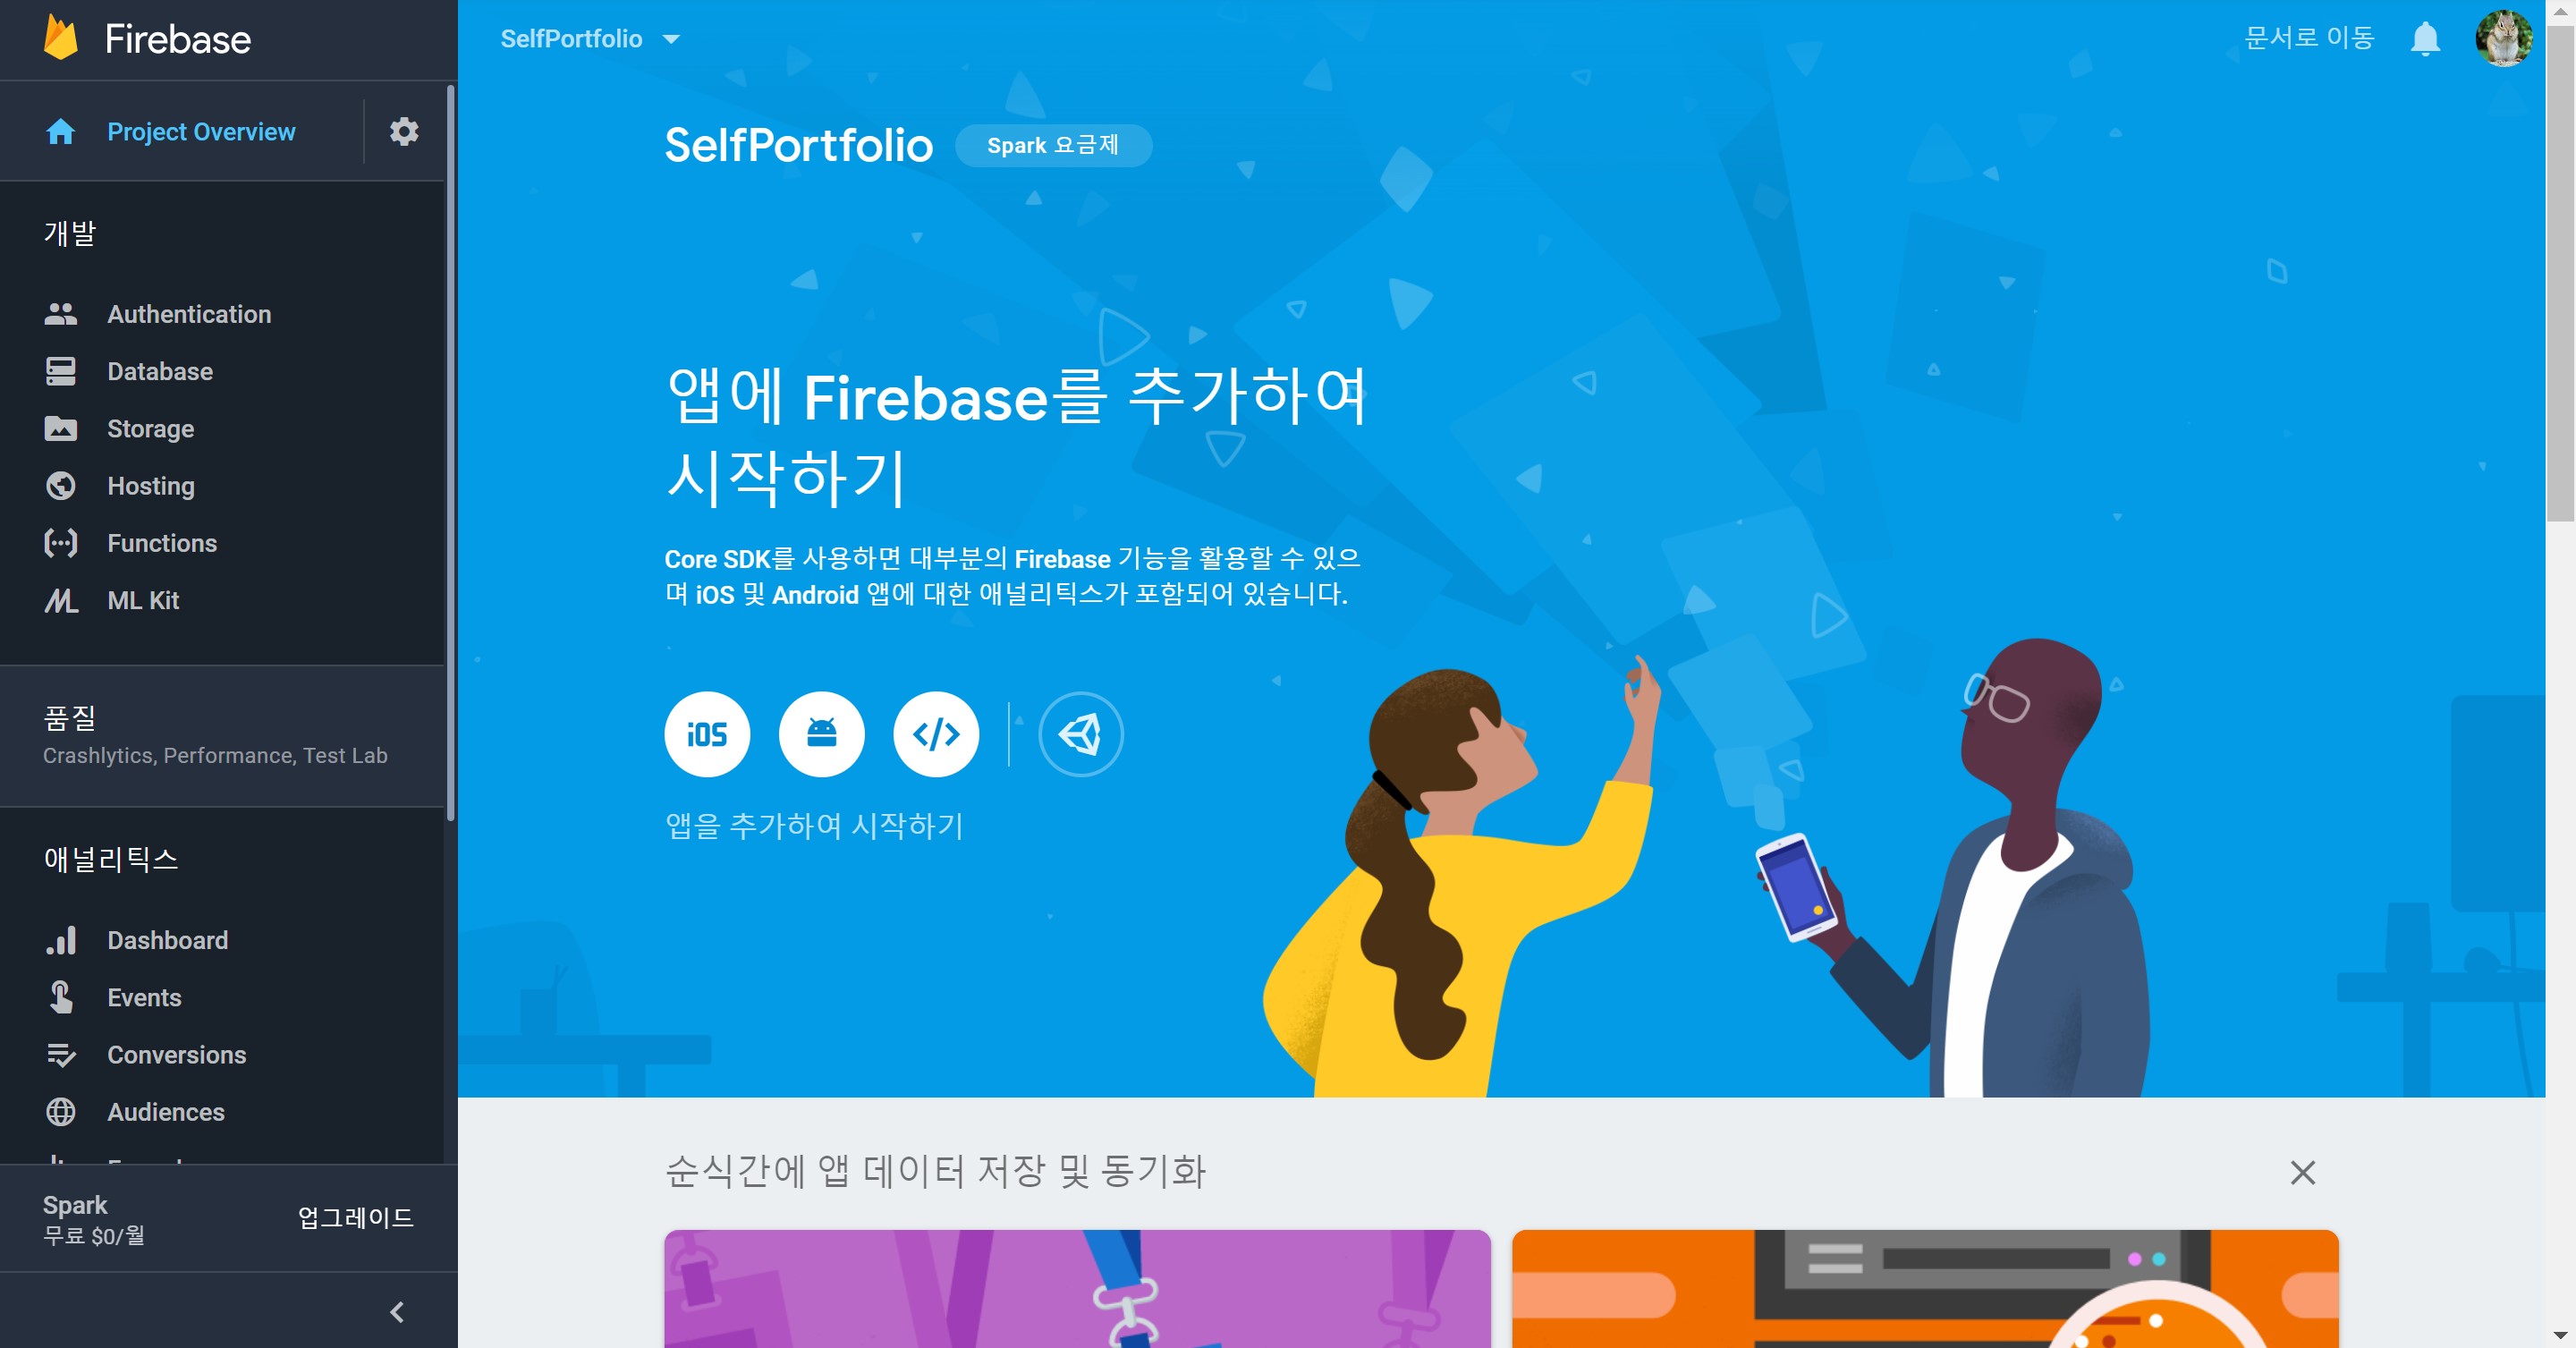 Firebase
Project Overview
개발
Authentication
Database
Storage
Hosting
Functions
ML Kit
품질
Crashlytics, Performance, Test Lab
애널리틱스
Dashboard
Events
Conversions
Audiences
Spark
무료 $0/월
업그레이드
SelfPortfolio
문서로 이동
SelfPortfolio
Spark 요금제
앱에 Firebase를 추가하여
시작하기
Core SDK를 사용하면 대부분의 Firebase 기능을 활용할 수 있으
며 iOS 및 Android 앱에 대한 애널리틱스가 포함되어 있습니다.
iOS
앱을 추가하여 시작하기
순식간에 앱 데이터 저장 및 동기화